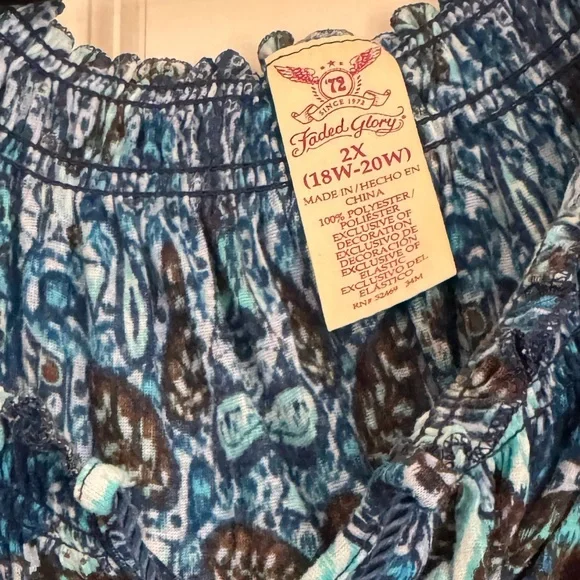 '72
SINCE 1972
Faded Glory®
2X
(18W-20W)
MADE IN/HECHO EN
CHINA
100% POLYESTER/
POLIÉSTER
EXCLUSIVE OF
DECORATION
EXCLUSIVO DE
DECORACIÓN
EXCLUSIVE OF
ELASTIC/
EXCLUSIVO DEL
ELÁSTICO
RN# 52469 34M